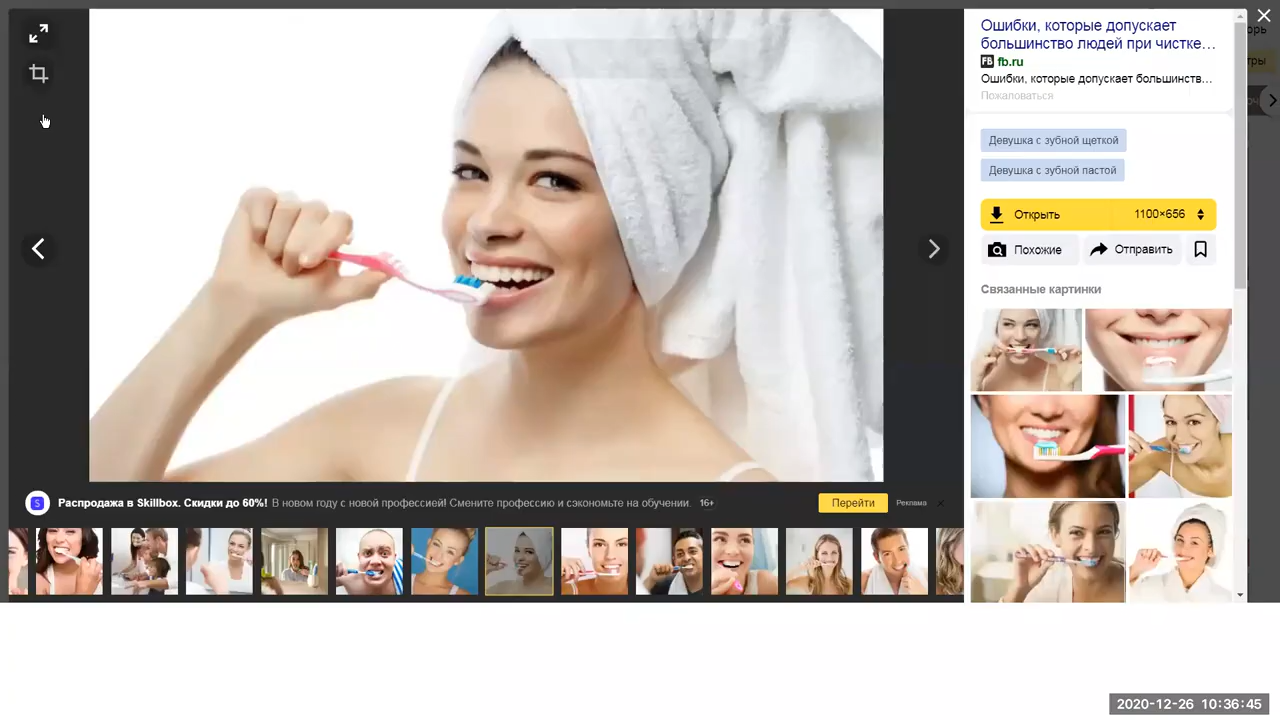 Ошибки, которые допускает
большинство людей при чистке…
FB fb.ru
Ошибки, которые допускает большинств…
Пожаловаться
Девушка с зубной щеткой
Девушка с зубной пастой
Открыть 1100×656
Похожие Отправить
Связанные картинки
S Распродажа в Skillbox. Скидки до 60%! В новом году с новой профессией! Смените профессию и сэкономьте на обучении. 16+ Перейти Реклама
2020-12-26 10:36:45